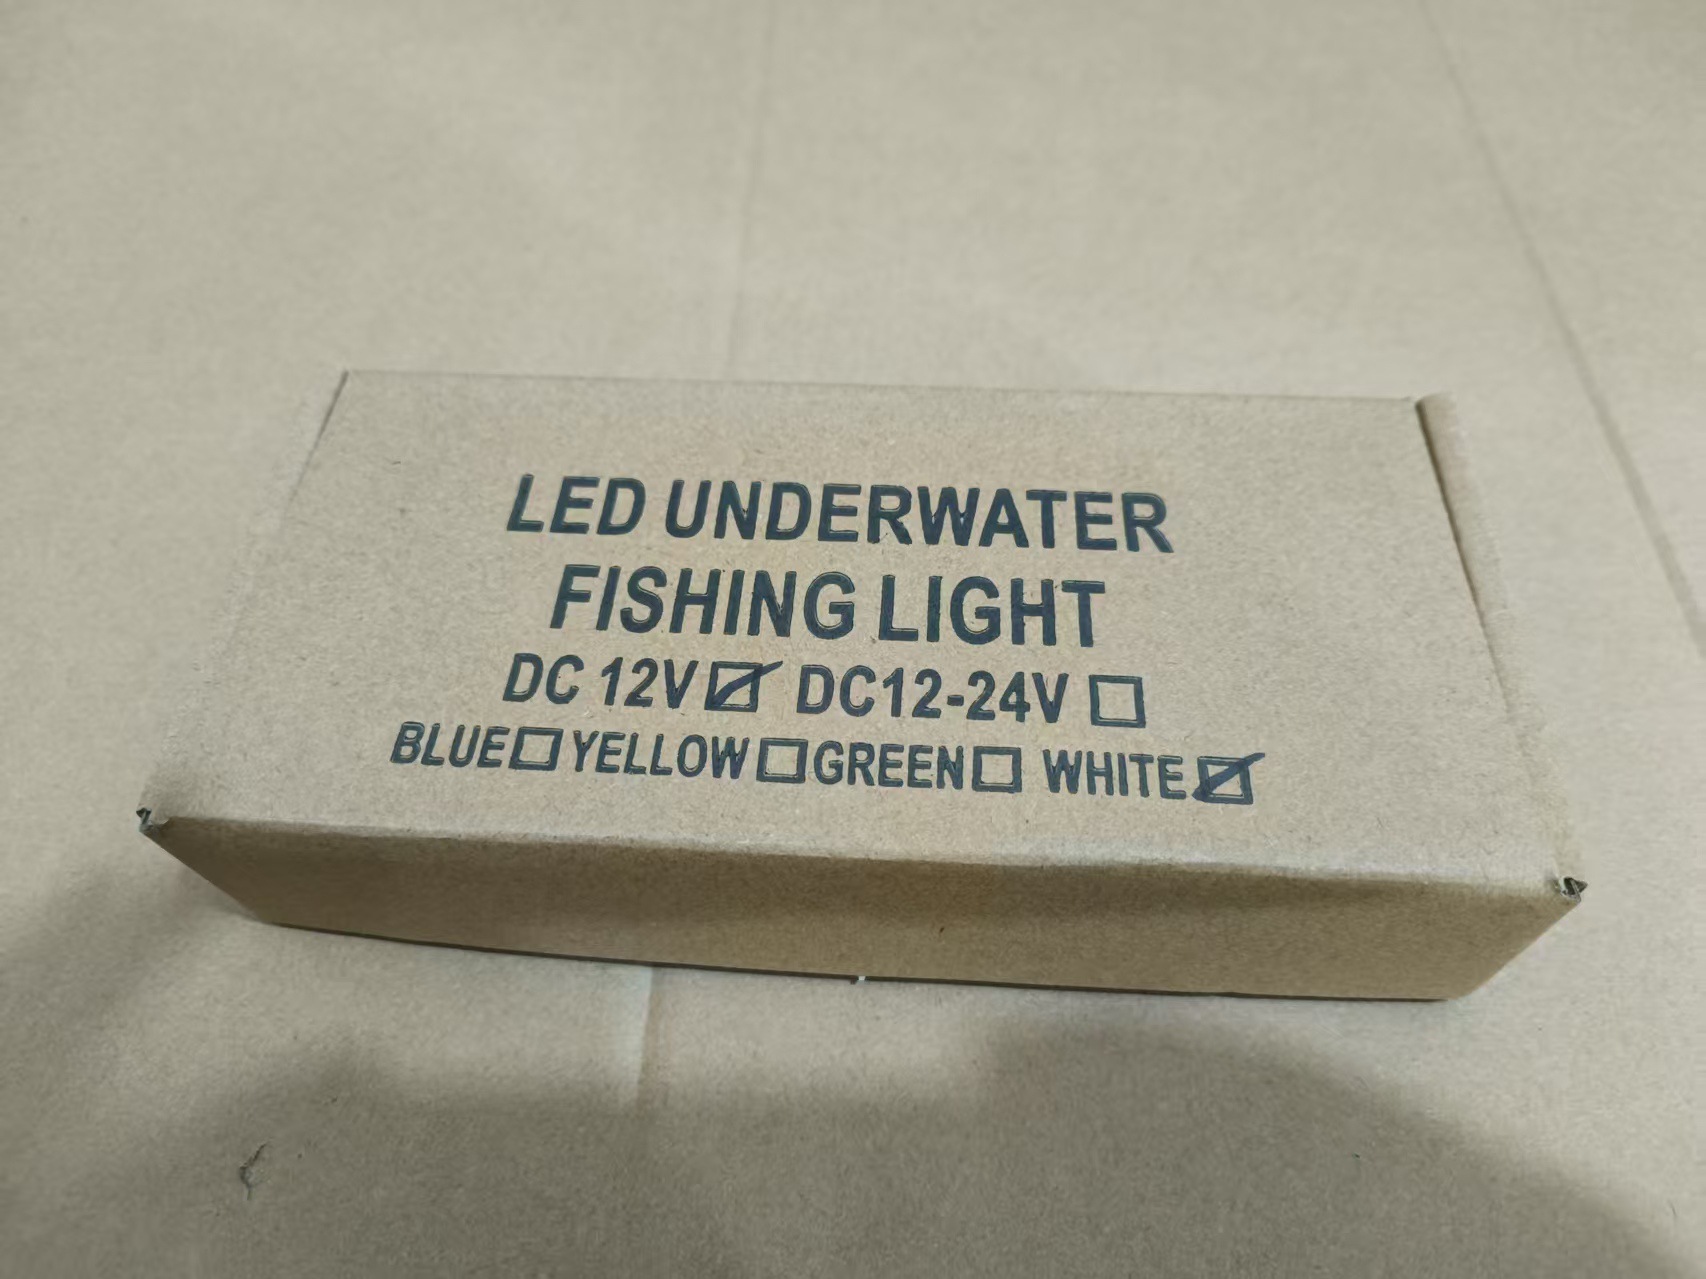 LED UNDERWATER
FISHING LIGHT
DC 12V☑ DC12-24V☐
BLUE☐YELLOW☐GREEN☐ WHITE☑